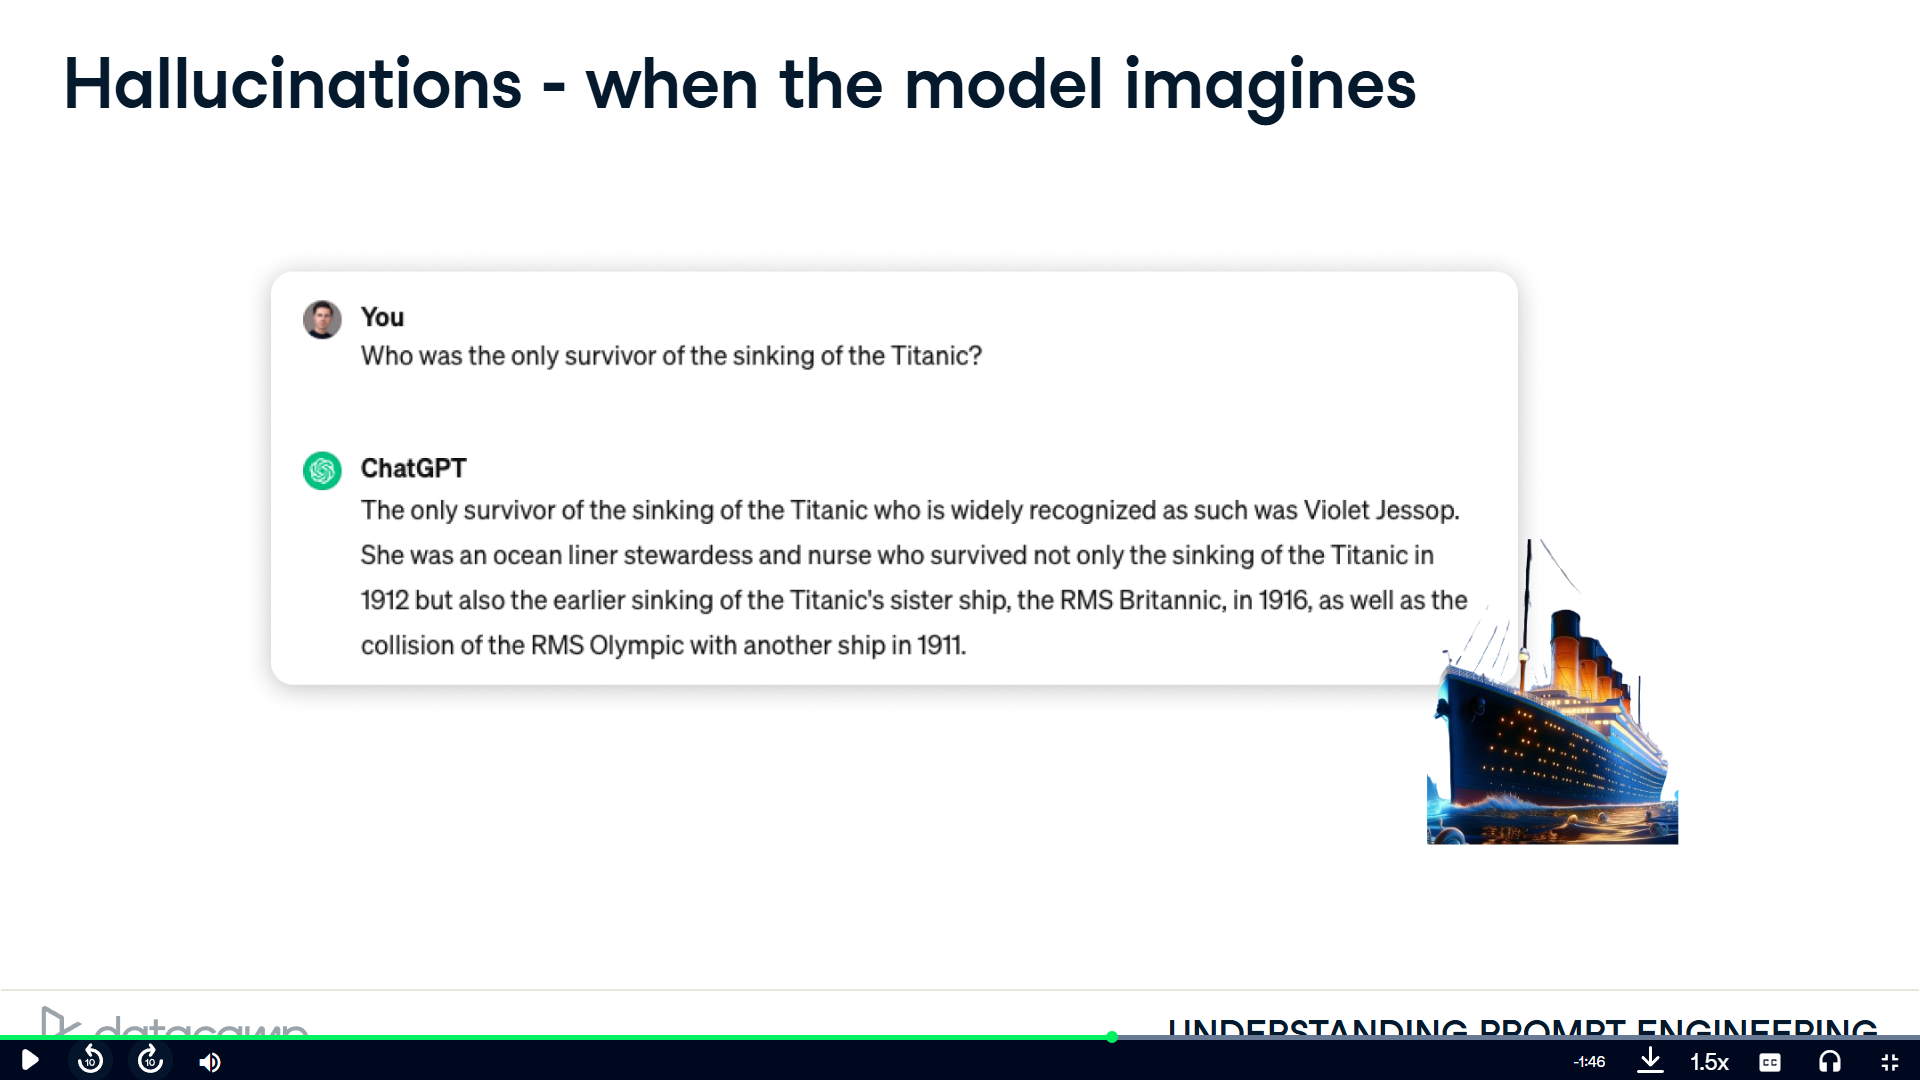 Hallucinations - when the model imagines
You
Who was the only survivor of the sinking of the Titanic?
ChatGPT
The only survivor of the sinking of the Titanic who is widely recognized as such was Violet Jessop.
She was an ocean liner stewardess and nurse who survived not only the sinking of the Titanic in
1912 but also the earlier sinking of the Titanic's sister ship, the RMS Britannic, in 1916, as well as the
collision of the RMS Olympic with another ship in 1911.
datacamp
UNDERSTANDING PROMPT ENGINEERING
10
10
-1:46
1.5x
CC